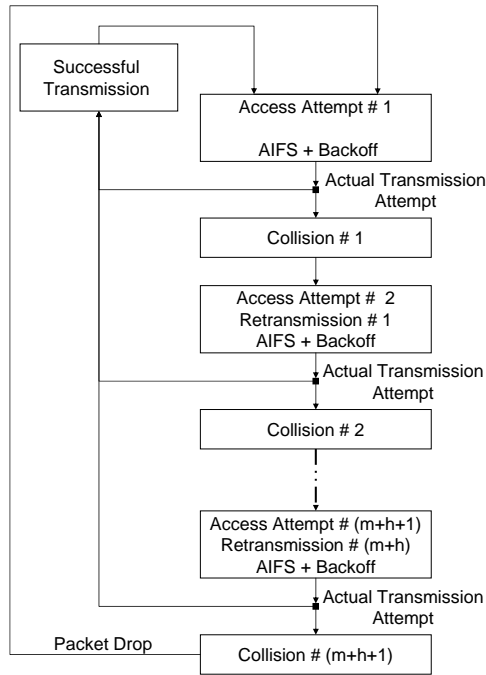 Successful
Transmission
Access Attempt # 1
AIFS + Backoff
Actual Transmission
Attempt
Collision # 1
Access Attempt # 2
Retransmission # 1
AIFS + Backoff
Actual Transmission
Attempt
Collision # 2
Access Attempt # (m+h+1)
Retransmission # (m+h)
AIFS + Backoff
Actual Transmission
Attempt
Packet Drop
Collision # (m+h+1)